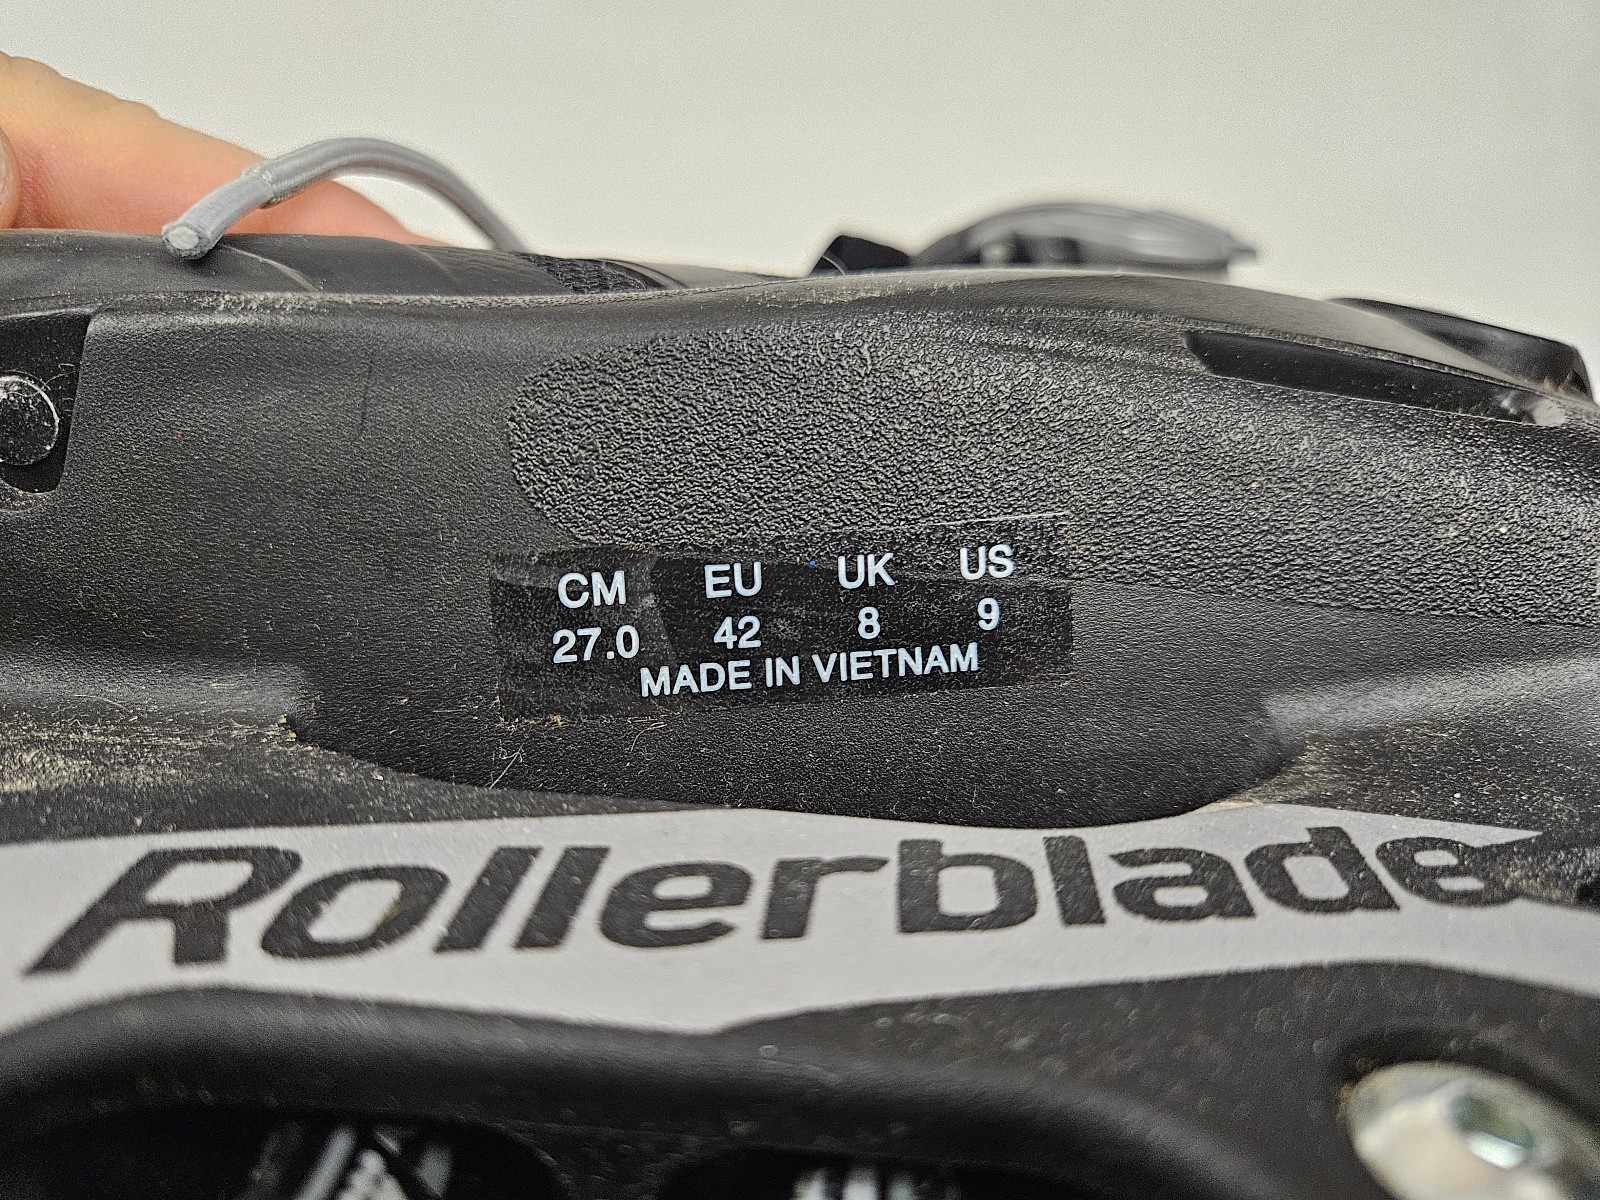 CM EU UK US
27.0 42 8 9
MADE IN VIETNAM
Rollerblade